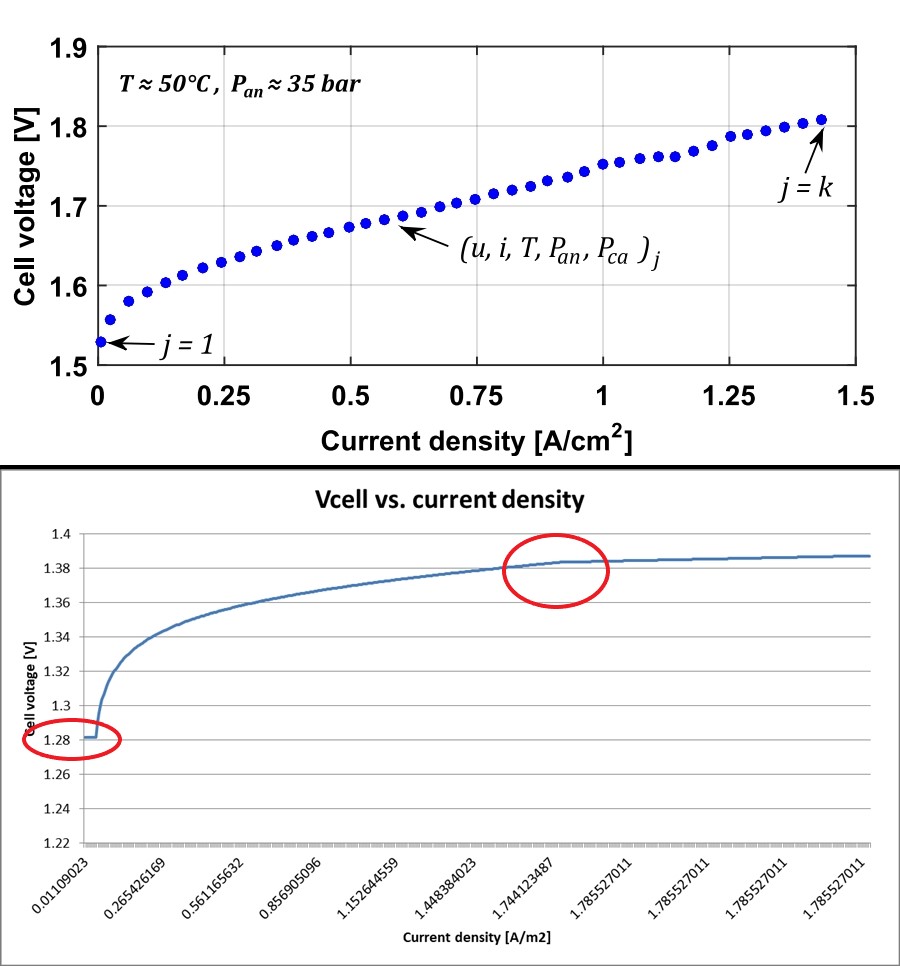 1.9
T ≈ 50°C, Pan ≈ 35 bar
1.8
j = k
1.7
(u, i, T, Pan, Pca )j
1.6
j = 1
1.5
Cell voltage [V]
0 0.25 0.5 0.75 1 1.25 1.5
Current density [A/cm2]
Vcell vs. current density
1.4
1.38
1.36
1.34
1.32
1.3
1.28
1.26
1.24
1.22
Cell voltage [V]
0.01109023 0.265426169 0.561165632 0.856905096 1.152644559 1.448384023 1.744123487 1.785527011 1.785527011 1.785527011 1.785527011
Current density [A/m2]